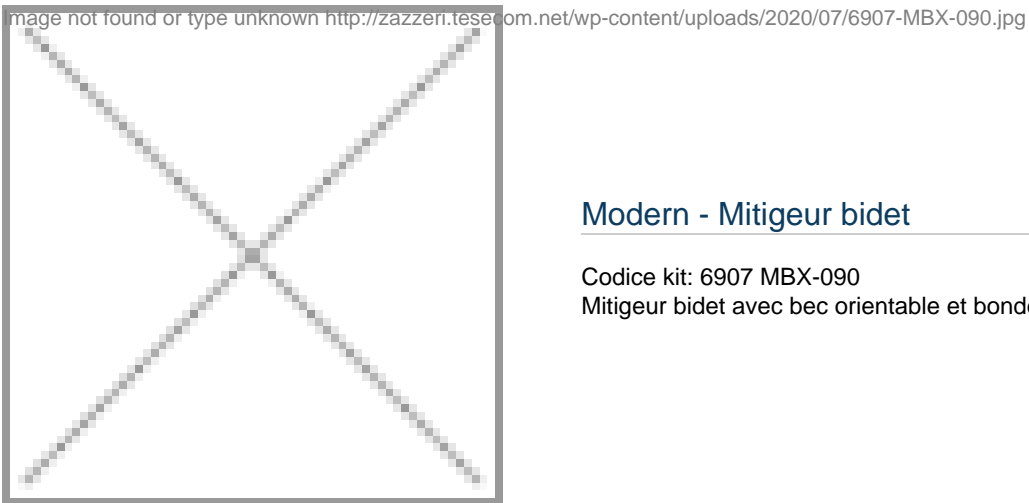 Image not found or type unknown http://zazzeri.tesecom.net/wp-content/uploads/2020/07/6907-MBX-090.jpg
Modern - Mitigeur bidet
Codice kit: 6907 MBX-090
Mitigeur bidet avec bec orientable et bond